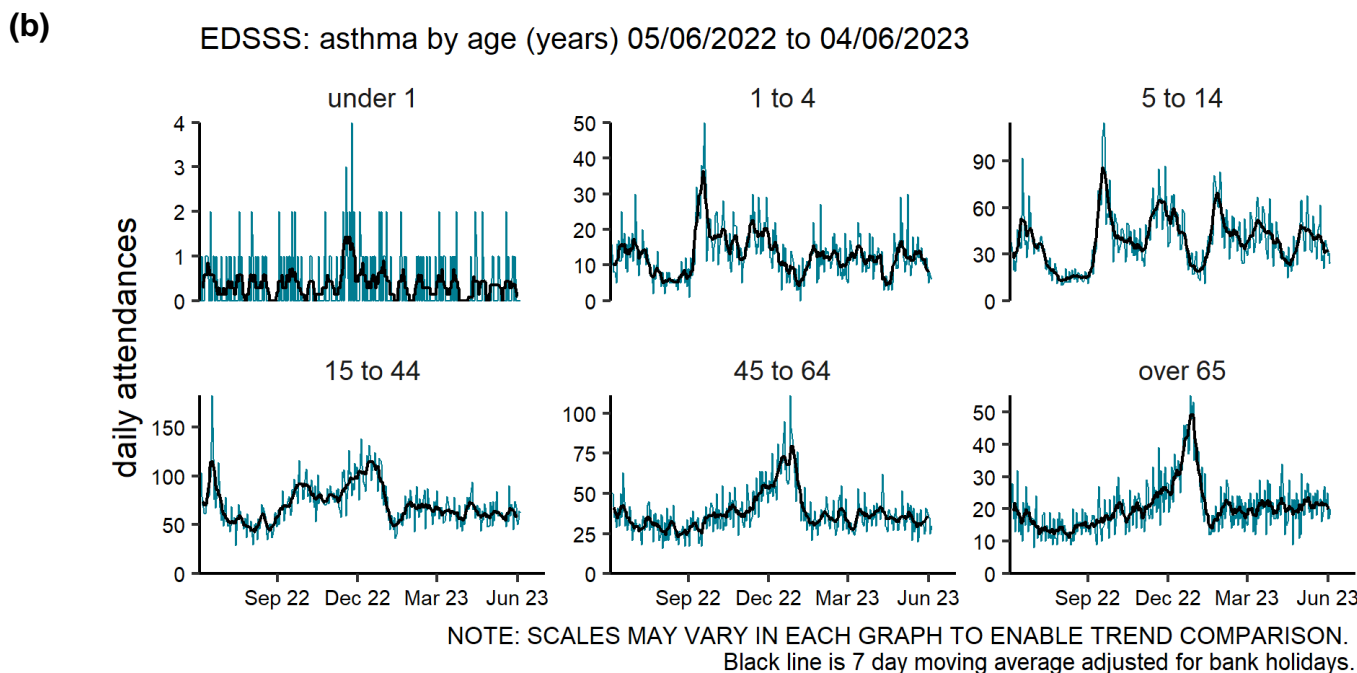 (b)
EDSSS: asthma by age (years) 05/06/2022 to 04/06/2023
daily attendances
under 1
4
3
2
1
0
1 to 4
50
40
30
20
10
0
5 to 14
90
60
30
0
15 to 44
150
100
50
0
Sep 22 Dec 22 Mar 23 Jun 23
45 to 64
100
75
50
25
0
Sep 22 Dec 22 Mar 23 Jun 23
over 65
50
40
30
20
10
0
Sep 22 Dec 22 Mar 23 Jun 23
NOTE: SCALES MAY VARY IN EACH GRAPH TO ENABLE TREND COMPARISON.
Black line is 7 day moving average adjusted for bank holidays.